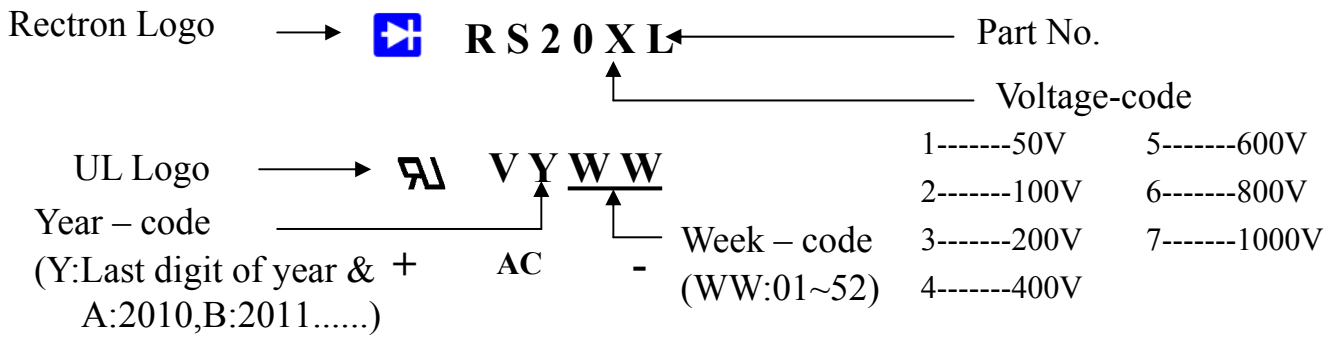 Rectron Logo R S 2 0 X L Part No.
Voltage-code
1-------50V 5-------600V
UL Logo V Y W W
2-------100V 6-------800V
Year – code
3-------200V 7-------1000V
Week – code
(Y:Last digit of year & + AC -
(WW:01~52) 4-------400V
A:2010,B:2011......)